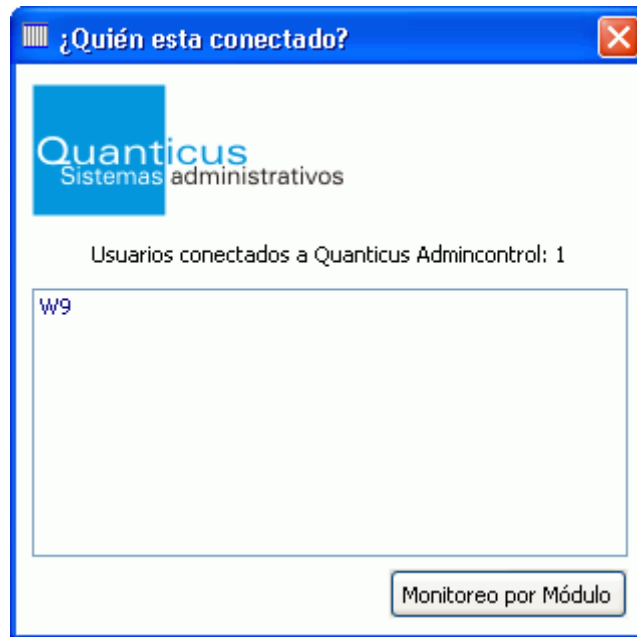 ¿Quién esta conectado?
Quanticus
Sistemas administrativos
Usuarios conectados a Quanticus Admincontrol: 1
W9
Monitoreo por Módulo